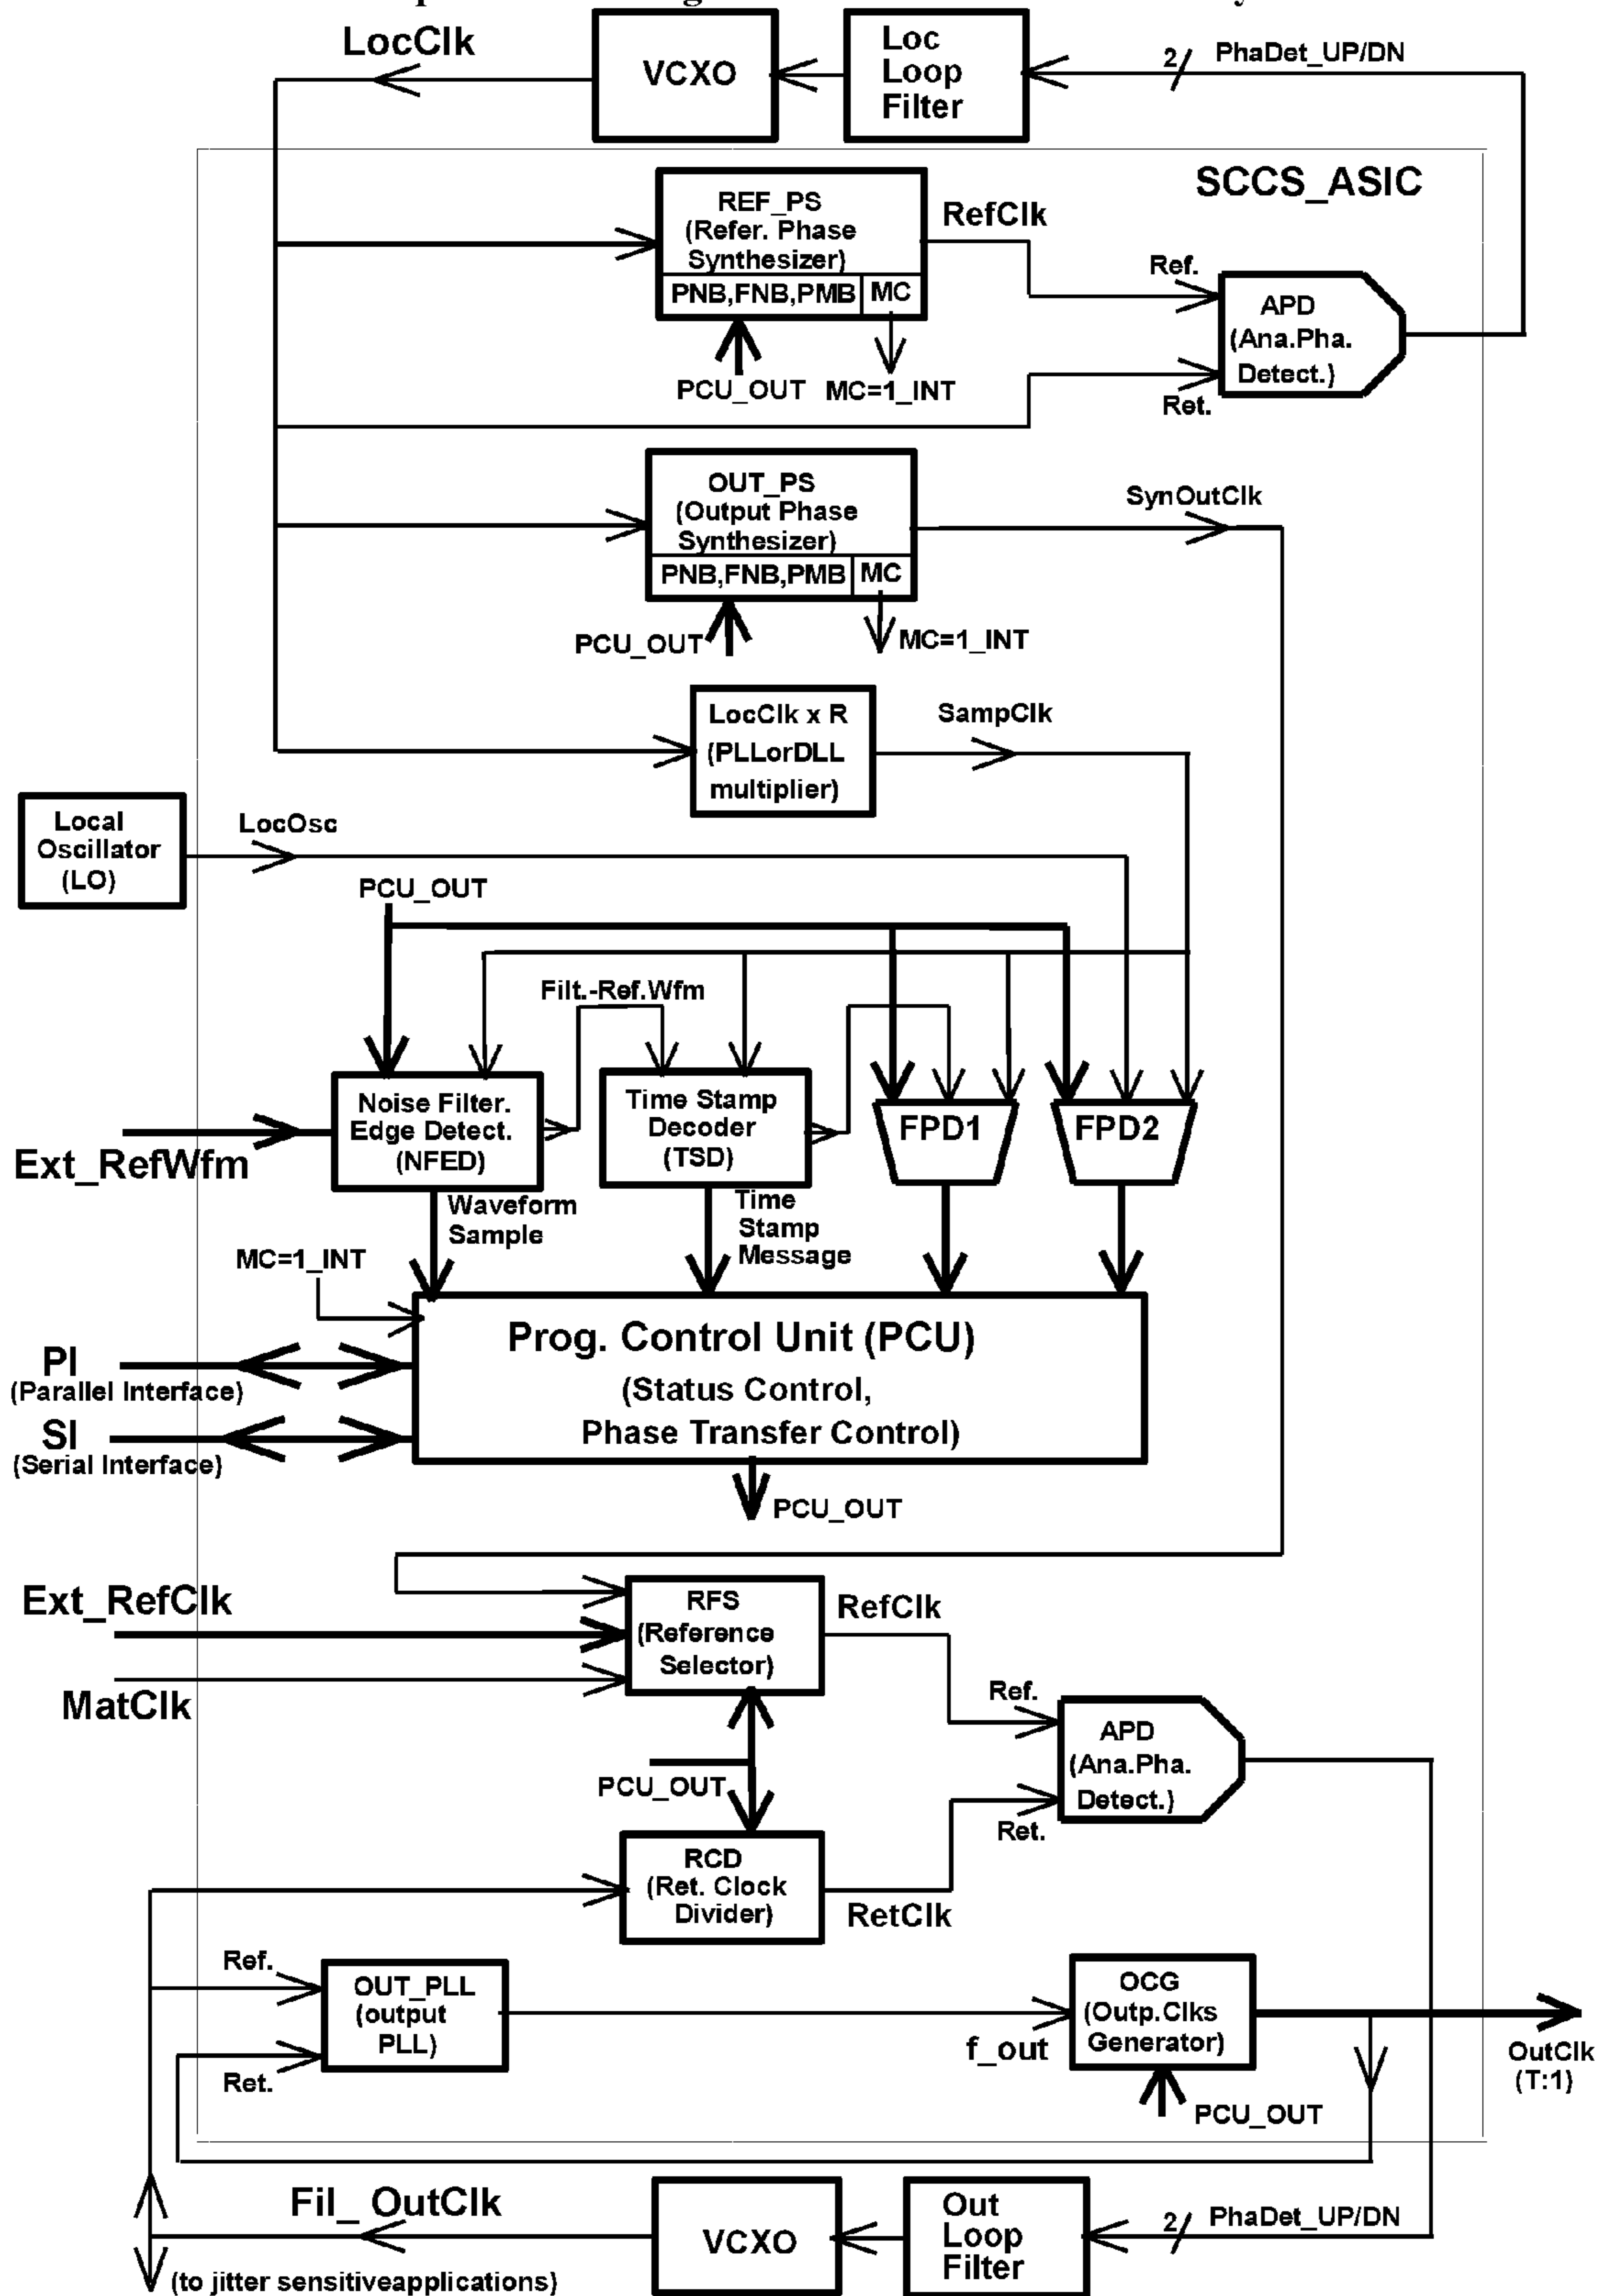 LocClk
VCXO
Loc
Loop
Filter
2
PhaDet_UP/DN
SCCS_ASIC
REF_PS
(Refer. Phase
Synthesizer)
PNB,FNB,PMB
MC
RefClk
PCU_OUT
MC=1_INT
Ref.
Ret.
APD
(Ana.Pha.
Detect.)
OUT_PS
(Output Phase
Synthesizer)
PNB,FNB,PMB
MC
SynOutClk
PCU_OUT
MC=1_INT
LocClk x R
(PLLorDLL
multiplier)
SampClk
Local
Oscillator
(LO)
LocOsc
PCU_OUT
Filt.-Ref.Wfm
Noise Filter.
Edge Detect.
(NFED)
Time Stamp
Decoder
(TSD)
FPD1
FPD2
Ext_RefWfm
Waveform
Sample
Time
Stamp
Message
MC=1_INT
Prog. Control Unit (PCU)
(Status Control,
Phase Transfer Control)
PI
(Parallel Interface)
SI
(Serial Interface)
PCU_OUT
Ext_RefClk
MatClk
RFS
(Reference
Selector)
RefClk
PCU_OUT
Ref.
Ret.
APD
(Ana.Pha.
Detect.)
RCD
(Ret. Clock
Divider)
RetClk
Ref.
Ret.
OUT_PLL
(output
PLL)
f_out
OCG
(Outp.Clks
Generator)
PCU_OUT
OutClk
(T:1)
Fil_ OutClk
VCXO
Out
Loop
Filter
2
PhaDet_UP/DN
(to jitter sensitiveapplications)